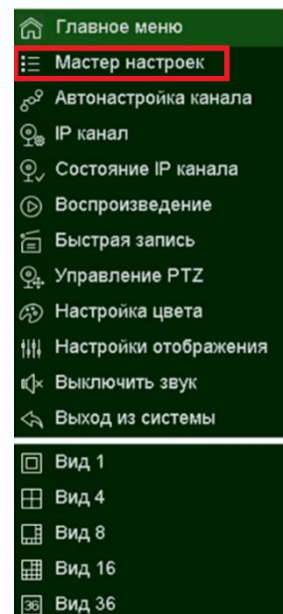 Главное меню
Мастер настроек
Автонастройка канала
IP канал
Состояние IP канала
Воспроизведение
Быстрая запись
Управление PTZ
Настройка цвета
Настройки отображения
Выключить звук
Выход из системы
Вид 1
Вид 4
Вид 8
Вид 16
36 Вид 36